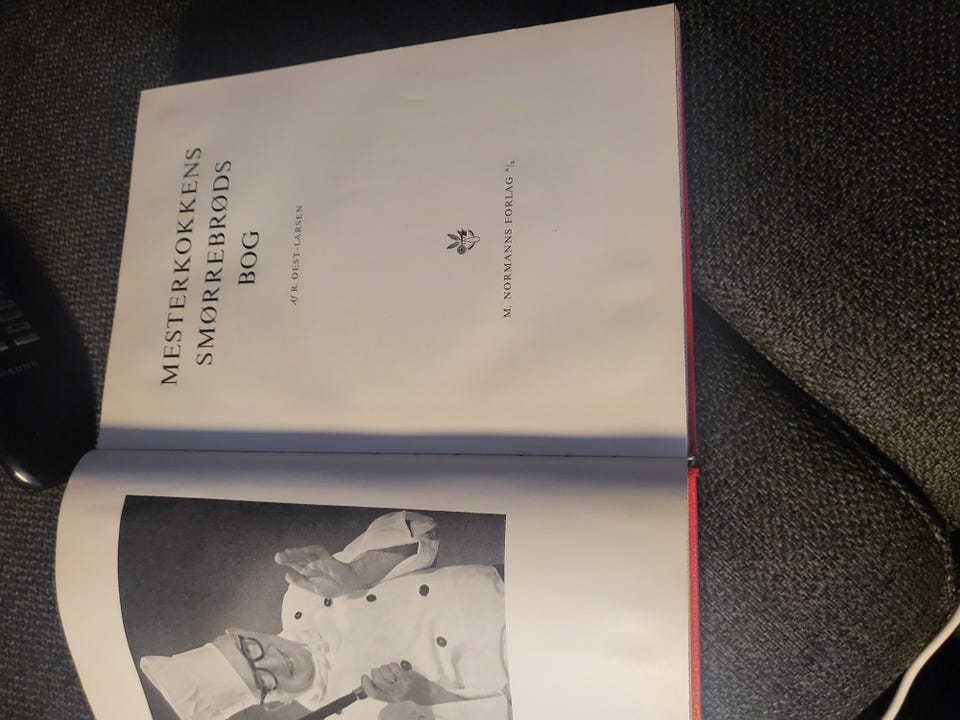 MESTERKOKKENS
SMØRREBRØDS
BOG
Af R. OEST-LARSEN
M. NORMANNS FORLAG A/s